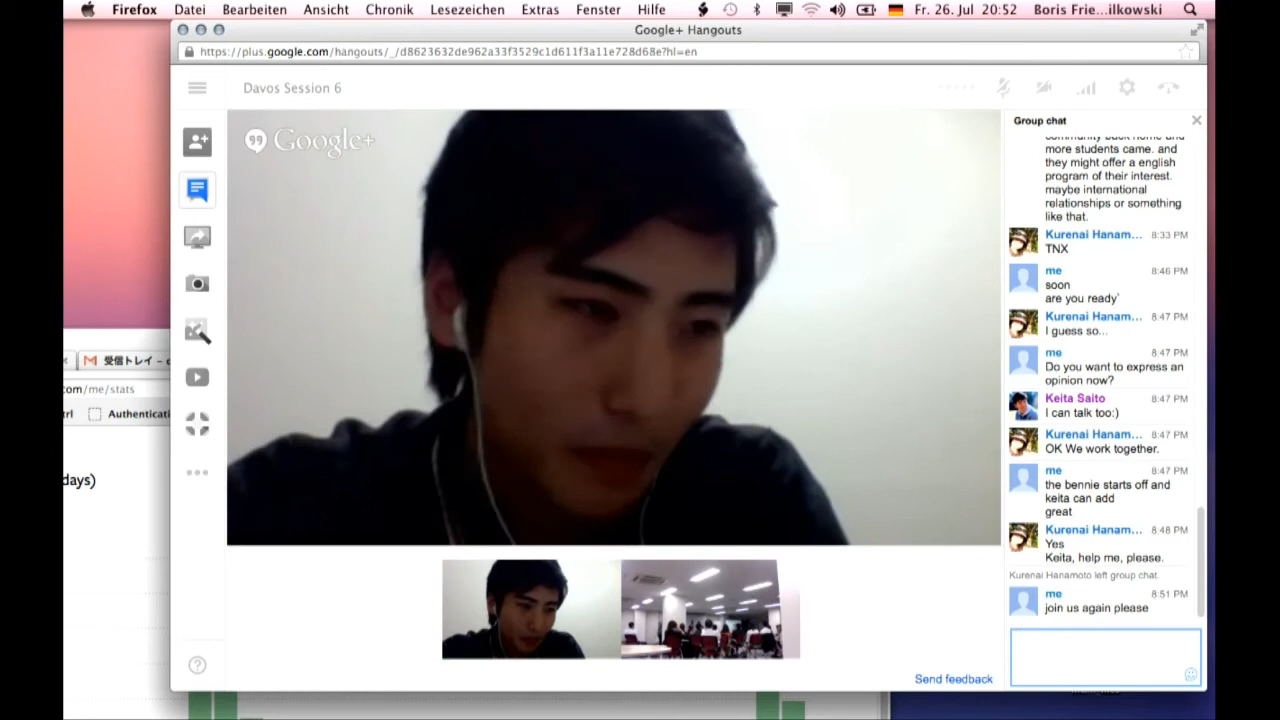 Firefox Datei Bearbeiten Ansicht Chronik Lesezeichen Extras Fenster Hilfe Fr. 26. Jul 20:52 Boris Frie...ilkowski
Google+ Hangouts
https://plus.google.com/hangouts/_/d8623632de962a33f3529c1d611f3a11e728d68e?hl=en
Davos Session 6
Google+
受信トレイ –
com/me/stats
Authenticati
days)
Send feedback
Group chat
community back home and
more students came. and
they might offer a english
program of their interest.
maybe international
relationships or something
like that.
Kurenai Hanam... 8:33 PM
TNX
me 8:46 PM
soon
are you ready`
Kurenai Hanam... 8:47 PM
I guess so...
me 8:47 PM
Do you want to express an
opinion now?
Keita Saito 8:47 PM
I can talk too:)
Kurenai Hanam... 8:47 PM
OK We work together.
me 8:47 PM
the bennie starts off and
keita can add
great
Kurenai Hanam... 8:48 PM
Yes
Keita, help me, please.
Kurenai Hanamoto left group chat.
me 8:51 PM
join us again please